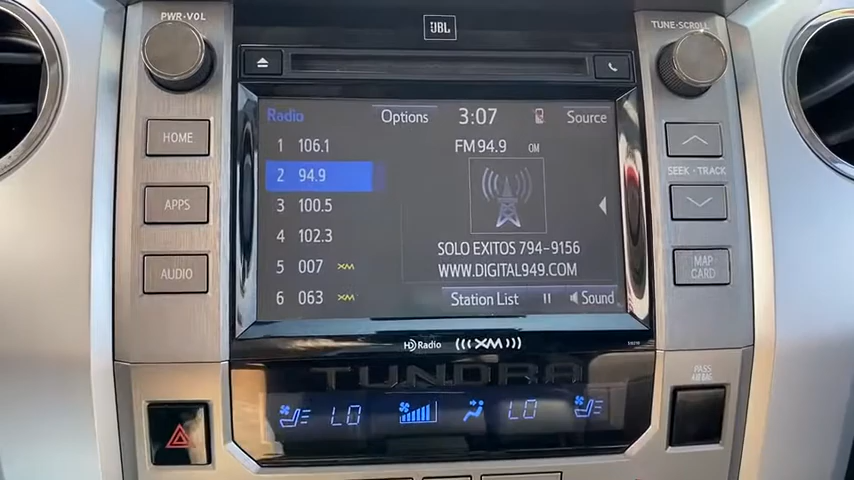 PWR•VOL
JBL
TUNE•SCROLL
HOME
APPS
AUDIO
SEEK • TRACK
MAP
CARD
Radio
Options
3:07
Source
1 106.1
2 94.9
3 100.5
4 102.3
5 007 XM
6 063 XM
FM94.9
SOLO EXITOS 794-9156
WWW.DIGITAL949.COM
Station List
Sound
HD Radio
XM
TUNDRA
LO
LO
PASS
AIR BAG